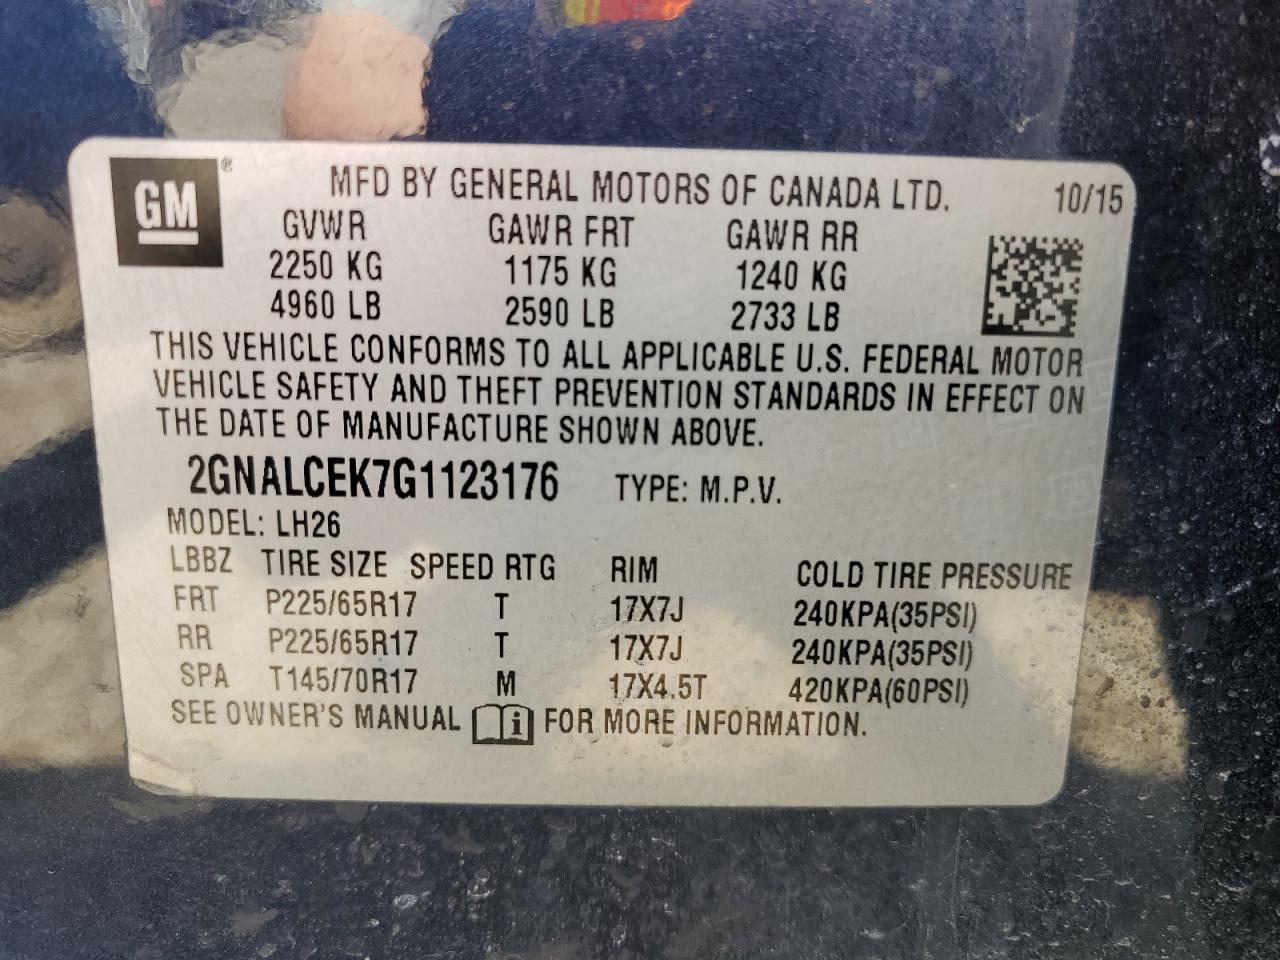 GM ® MFD BY GENERAL MOTORS OF CANADA LTD. 10/15
GVWR GAWR FRT GAWR RR
2250 KG 1175 KG 1240 KG
4960 LB 2590 LB 2733 LB
THIS VEHICLE CONFORMS TO ALL APPLICABLE U.S. FEDERAL MOTOR
VEHICLE SAFETY AND THEFT PREVENTION STANDARDS IN EFFECT ON
THE DATE OF MANUFACTURE SHOWN ABOVE.
2GNALCEK7G1123176 TYPE: M.P.V.
MODEL: LH26
LBBZ TIRE SIZE SPEED RTG RIM COLD TIRE PRESSURE
FRT P225/65R17 T 17X7J 240KPA(35PSI)
RR P225/65R17 T 17X7J 240KPA(35PSI)
SPA T145/70R17 M 17X4.5T 420KPA(60PSI)
SEE OWNER'S MANUAL i FOR MORE INFORMATION.